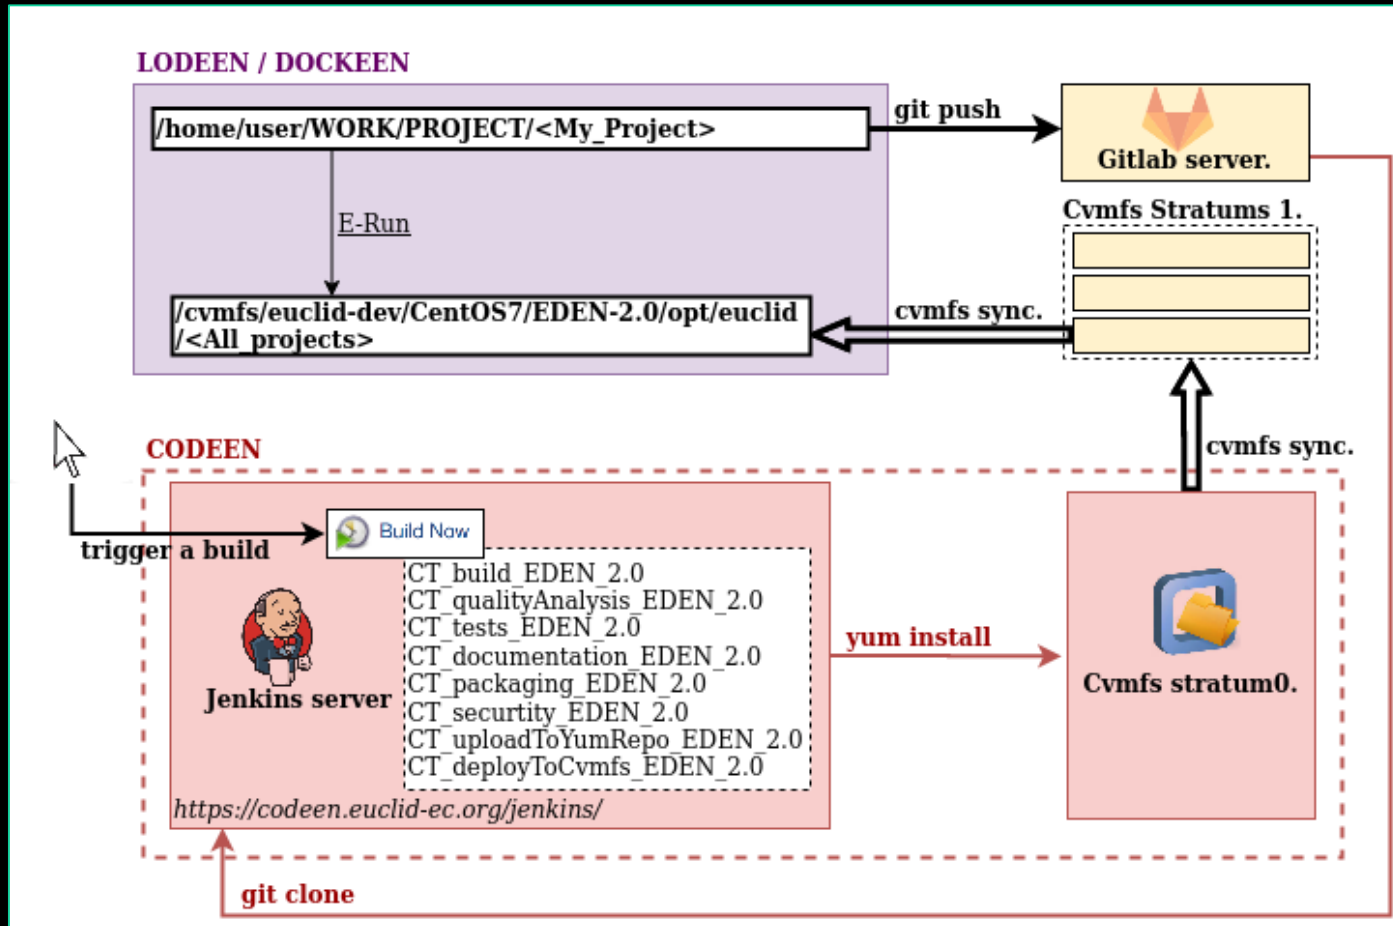 LODEEN / DOCKEEN
/home/user/WORK/PROJECT/<My_Project>
git push
Gitlab server.
E-Run
Cvmfs Stratums 1.
/cvmfs/euclid-dev/CentOS7/EDEN-2.0/opt/euclid
/<All_projects>
cvmfs sync.
cvmfs sync.
CODEEN
trigger a build
Build Now
CT_build_EDEN_2.0
CT_qualityAnalysis_EDEN_2.0
CT_tests_EDEN_2.0
CT_documentation_EDEN_2.0
CT_packaging_EDEN_2.0
CT_securtity_EDEN_2.0
CT_uploadToYumRepo_EDEN_2.0
CT_deployToCvmfs_EDEN_2.0
Jenkins server
https://codeen.euclid-ec.org/jenkins/
yum install
Cvmfs stratum0.
git clone